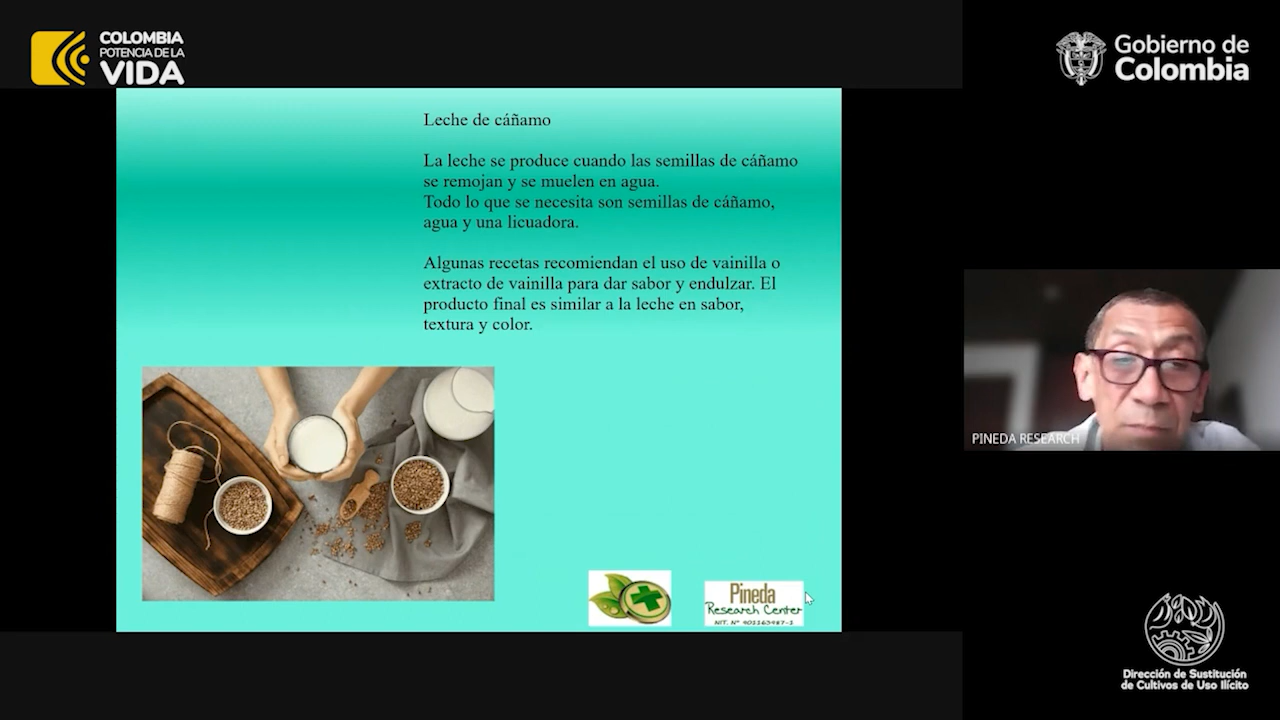 COLOMBIA
POTENCIA DE LA
VIDA
Gobierno de
Colombia
Leche de cáñamo
La leche se produce cuando las semillas de cáñamo
se remojan y se muelen en agua.
Todo lo que se necesita son semillas de cáñamo,
agua y una licuadora.
Algunas recetas recomiendan el uso de vainilla o
extracto de vainilla para dar sabor y endulzar. El
producto final es similar a la leche en sabor,
textura y color.
PINEDA RESEARCH
Pineda
Research Center
NIT. Nº 901163487-1
Dirección de Sustitución
de Cultivos de Uso Ilícito